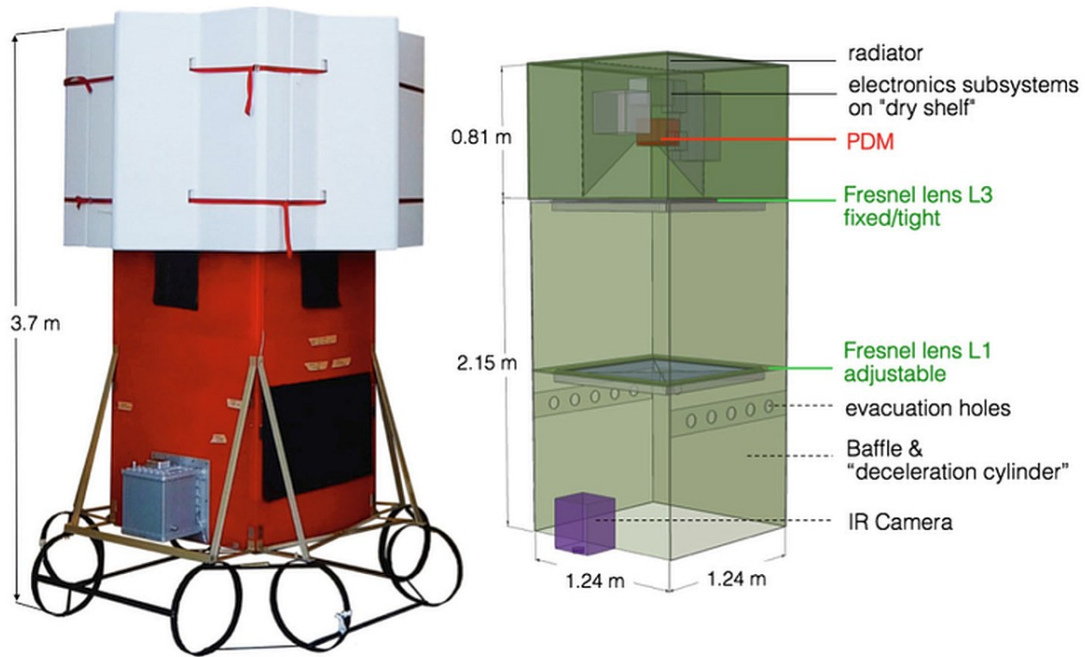 3.7 m
0.81 m
2.15 m
1.24 m
1.24 m
radiator
electronics subsystems
on "dry shelf"
PDM
Fresnel lens L3
fixed/tight
Fresnel lens L1
adjustable
evacuation holes
Baffle &
“deceleration cylinder”
IR Camera